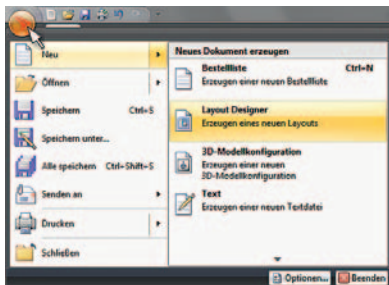 Neu
Öffnen
Speichern Ctrl+S
Speichern unter...
Alle speichern Ctrl+Shift+S
Senden an
Drucken
Schließen
Neues Dokument erzeugen
Bestellliste Ctrl+N
Erzeugen einer neuen Bestellliste
Layout Designer
Erzeugen eines neuen Layouts
3D-Modellkonfiguration
Erzeugen einer neuen
3D-Modellkonfiguration
Text
Erzeugen einer neuen Textdatei
Optionen... Beenden